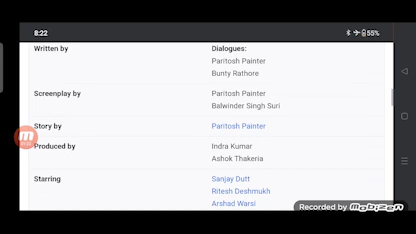 8:22
55%
Written by
Dialogues:
Paritosh Painter
Bunty Rathore
Screenplay by
Paritosh Painter
Balwinder Singh Suri
Story by
Paritosh Painter
Produced by
Indra Kumar
Ashok Thakeria
Starring
Sanjay Dutt
Ritesh Deshmukh
Arshad Warsi
Recorded by Mobizen